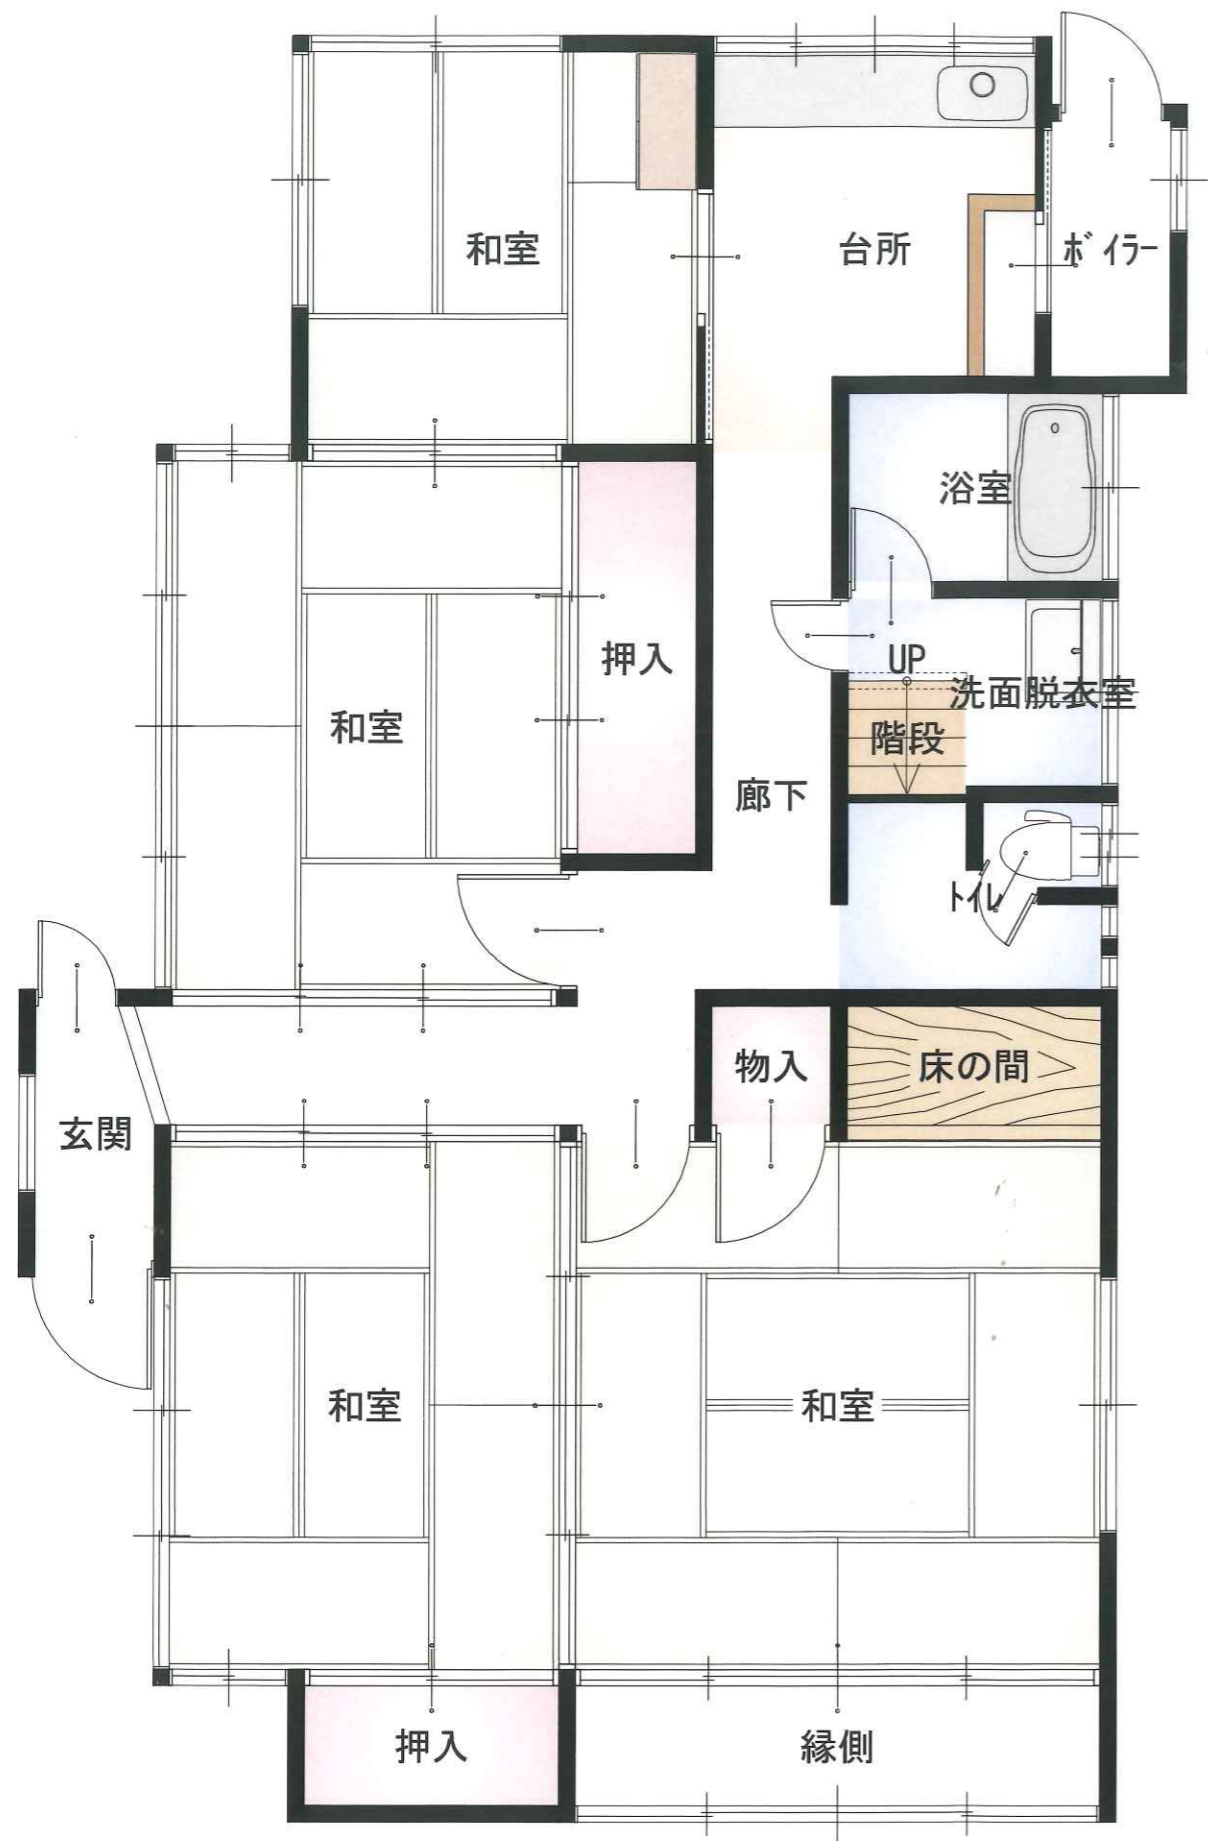 和室
台所
ボイラー
浴室
押入
UP
洗面脱衣室
和室
階段
廊下
トイレ
物入
床の間
玄関
和室
和室
押入
縁側